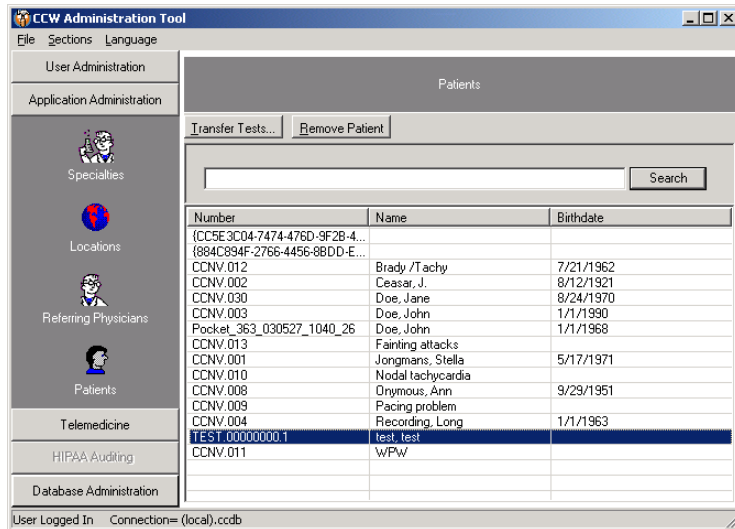 CCW Administration Tool
File Sections Language
User Administration
Application Administration
Specialties
Locations
Referring Physicians
Patients
Telemedicine
HIPAA Auditing
Database Administration
Patients
Transfer Tests... Remove Patient
Search
Number Name Birthdate
{CC5E3C04-7474-476D-9F2B-4...
{884C894F-2766-4456-8BDD-E...
CCNV.012 Brady /Tachy 7/21/1962
CCNV.002 Ceasar, J. 8/12/1921
CCNV.030 Doe, Jane 8/24/1970
CCNV.003 Doe, John 1/1/1990
Pocket_363_030527_1040_26 Doe, John 1/1/1968
CCNV.013 Fainting attacks
CCNV.001 Jongmans, Stella 5/17/1971
CCNV.010 Nodal tachycardia
CCNV.008 Onymous, Ann 9/29/1951
CCNV.009 Pacing problem
CCNV.004 Recording, Long 1/1/1963
TEST.00000000.1 test, test
CCNV.011 WPW
User Logged In Connection= (local).ccdb